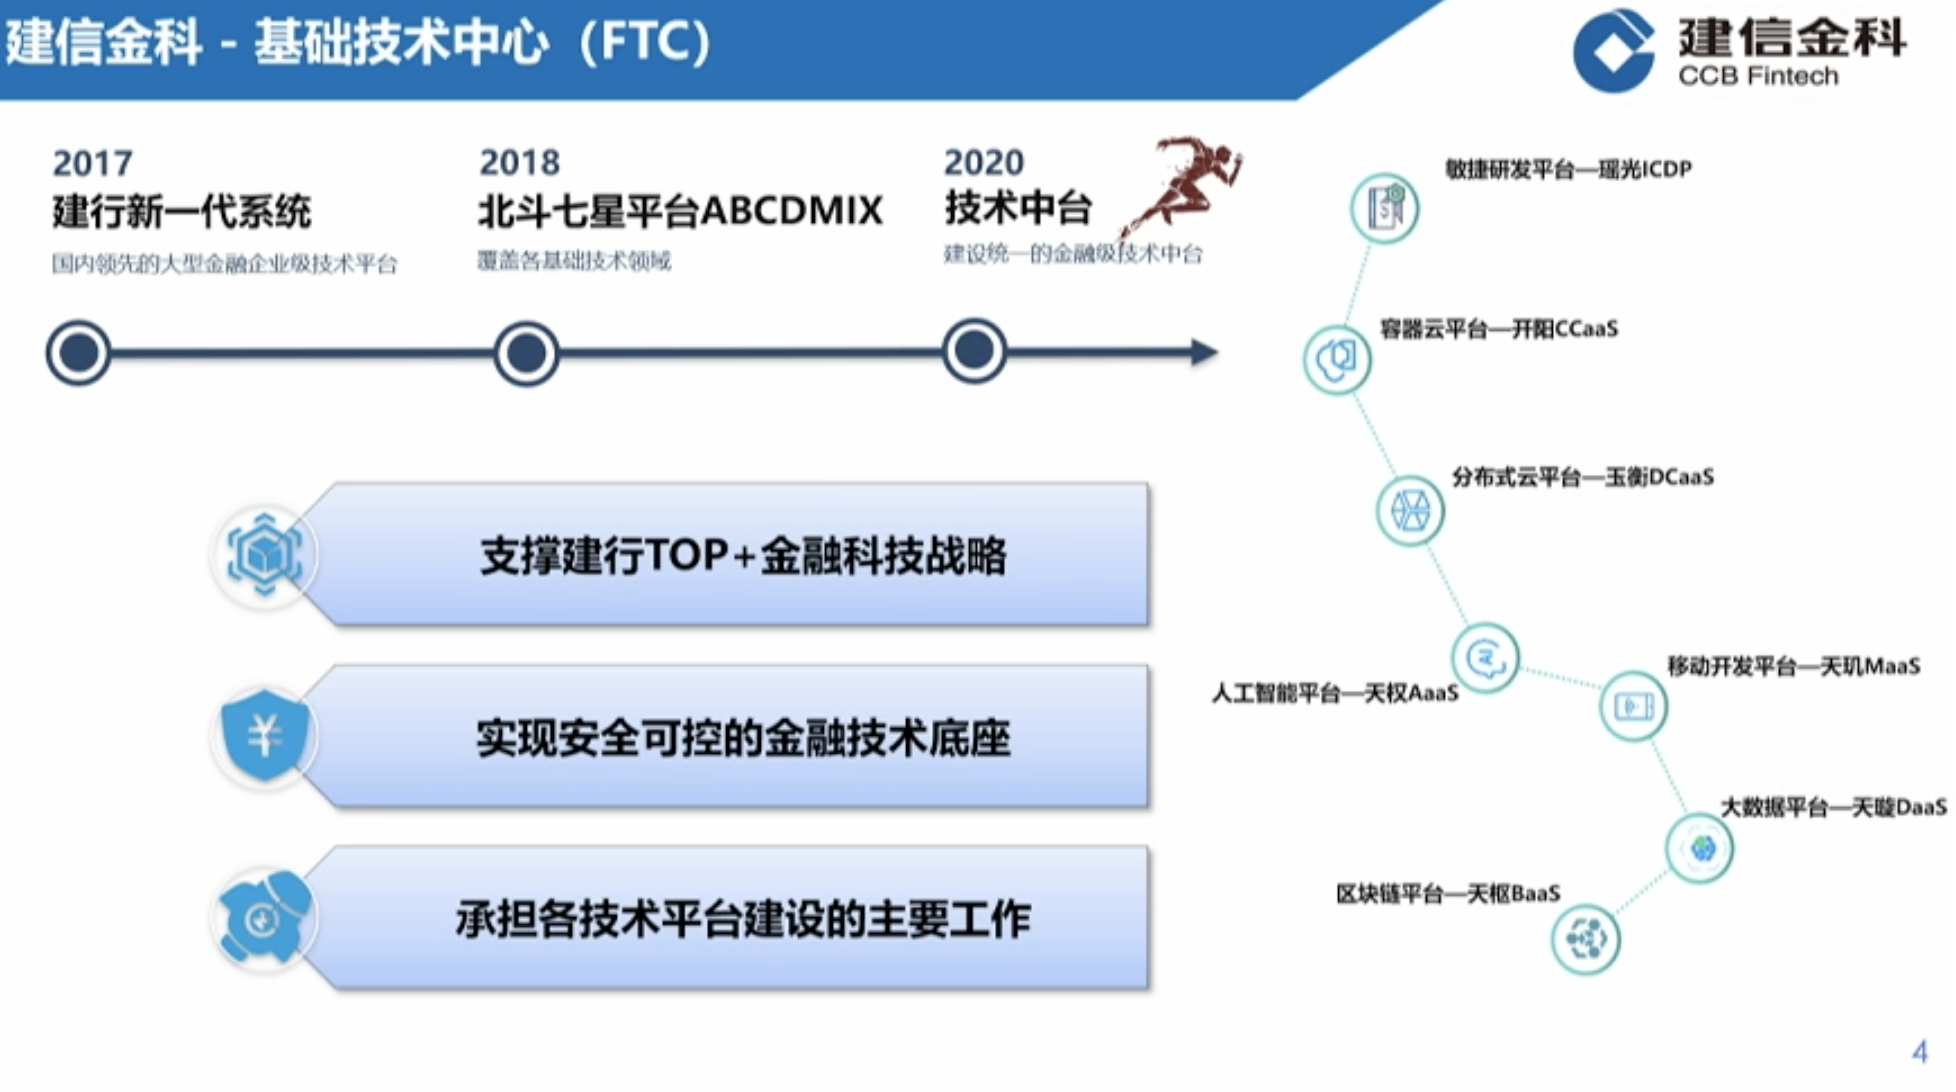 建信金科 - 基础技术中心（FTC）
建信金科
CCB Fintech
2017
建行新一代系统
国内领先的大型金融企业级技术平台
2018
北斗七星平台ABCDMIX
覆盖各基础技术领域
2020
技术中台
建设统一的金融级技术中台
支撑建行TOP+金融科技战略
实现安全可控的金融技术底座
承担各技术平台建设的主要工作
敏捷研发平台—瑶光ICDP
容器云平台—开阳CCaaS
分布式云平台—玉衡DCaaS
人工智能平台—天权AaaS
移动开发平台—天玑MaaS
大数据平台—天璇DaaS
区块链平台—天枢BaaS
4